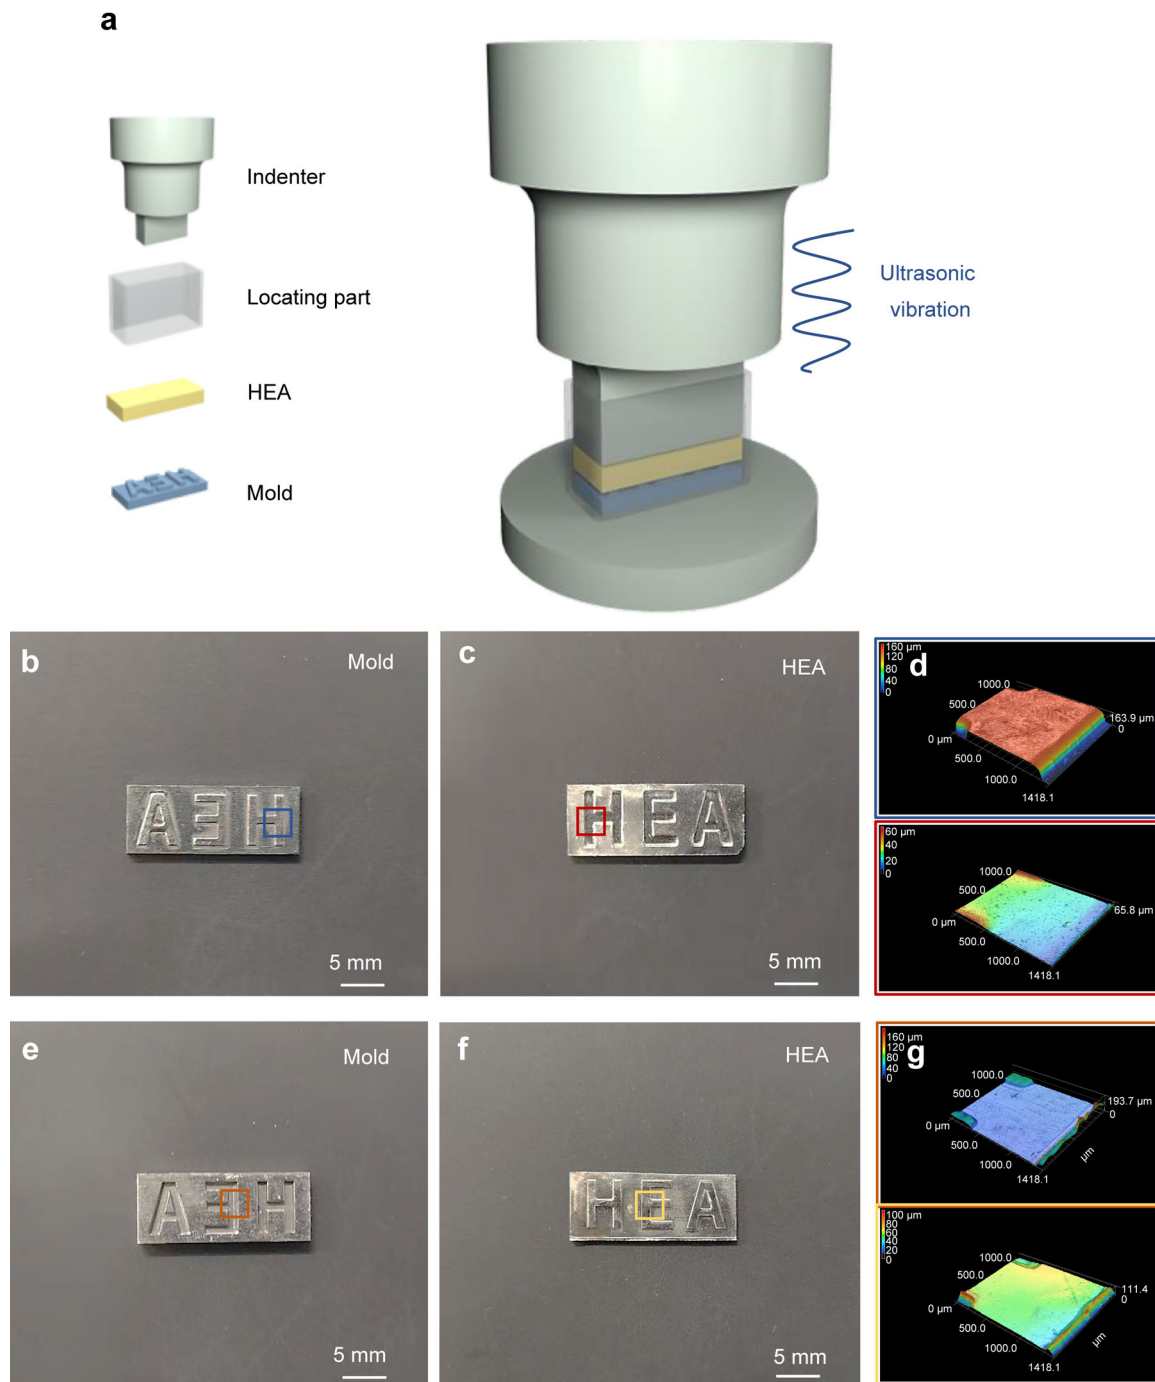 a
Indenter
Locating part
HEA
Mold
Ultrasonic
vibration
b
Mold
AƎH
5 mm
c
HEA
HEA
5 mm
d
160 µm
120
80
40
0
1000.0
500.0
0 µm
500.0
1000.0
1418.1
163.9 µm
0
60 µm
40
20
0
1000.0
500.0
0 µm
500.0
1000.0
1418.1
65.8 µm
e
Mold
AƎH
5 mm
f
HEA
HEA
5 mm
g
160 µm
120
80
40
0
1000.0
500.0
0 µm
500.0
1000.0
1418.1
193.7 µm
0
µm
100 µm
80
60
40
20
0
1000.0
500.0
0 µm
500.0
1000.0
1418.1
111.4
0
µm